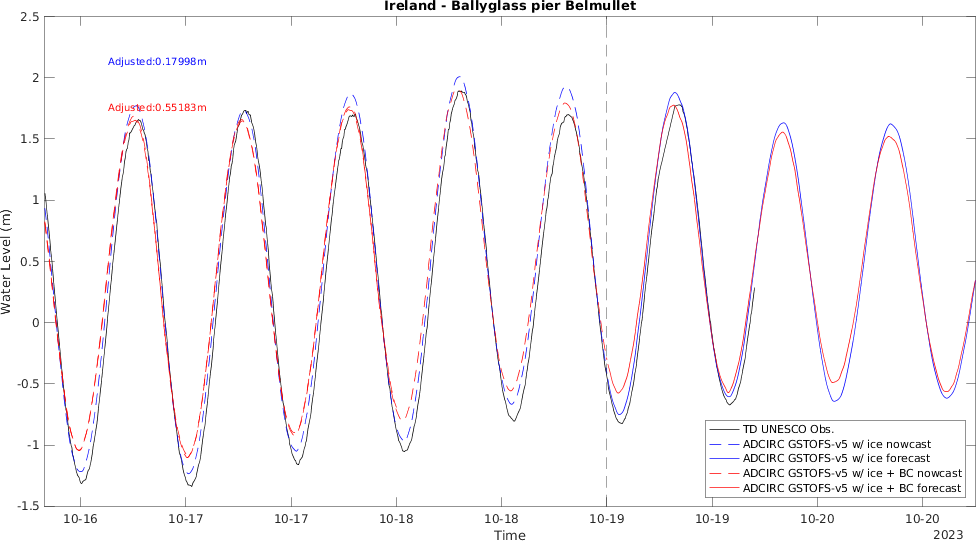 Ireland - Ballyglass pier Belmullet
2.5
2
1.5
1
0.5
0
-0.5
-1
-1.5
Water Level (m)
Adjusted:0.17998m
Adjusted:0.55183m
TD UNESCO Obs.
ADCIRC GSTOFS-v5 w/ ice nowcast
ADCIRC GSTOFS-v5 w/ ice forecast
ADCIRC GSTOFS-v5 w/ ice + BC nowcast
ADCIRC GSTOFS-v5 w/ ice + BC forecast
10-16 10-17 10-17 10-18 10-18 10-19 10-19 10-20 10-20
Time
2023